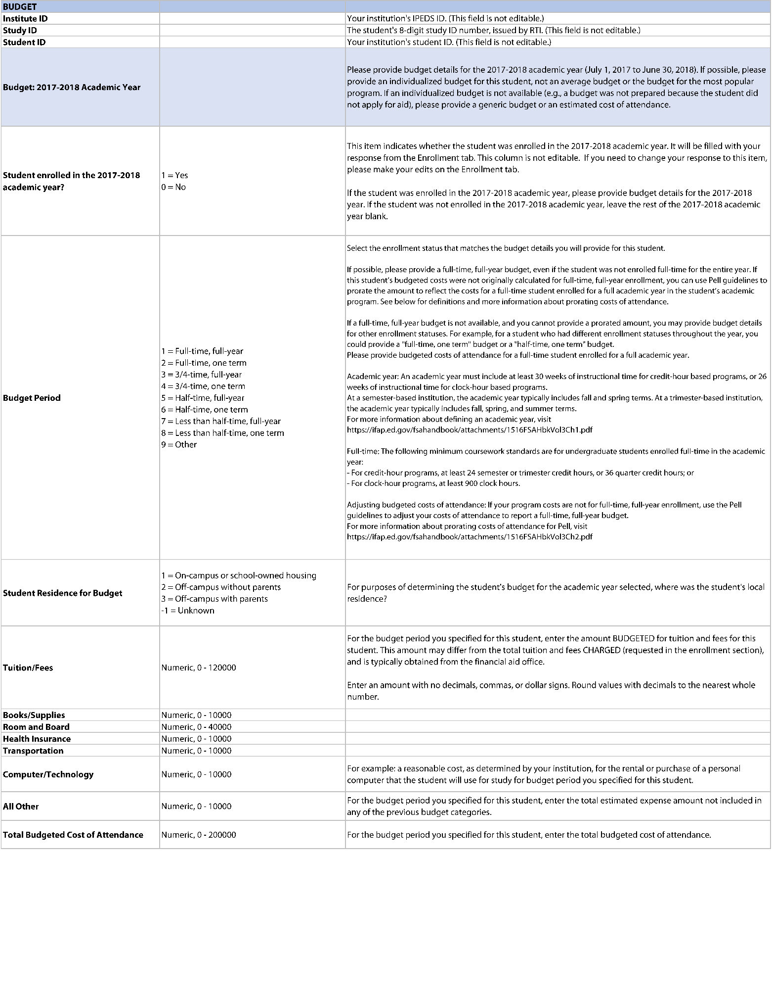 BUDGET
Institute ID
Your institution's IPEDS ID. (This field is not editable.)
Study ID
The student's 8-digit study ID number, issued by RTI. (This field is not editable.)
Student ID
Your institution's student ID. (This field is not editable.)
Budget: 2017-2018 Academic Year
Please provide budget details for the 2017-2018 academic year (July 1, 2017 to June 30, 2018). If possible, please
provide an individualized budget for this student, not an average budget or the budget for the most popular
program. If an individualized budget is not available (e.g., a budget was not prepared because the student did
not apply for aid), please provide a generic budget or an estimated cost of attendance.
Student enrolled in the 2017-2018
academic year?
1 = Yes
0 = No
This item indicates whether the student was enrolled in the 2017-2018 academic year. It will be filled with your
response from the Enrollment tab. This column is not editable.  If you need to change your response to this item,
please make your edits on the Enrollment tab.
If the student was enrolled in the 2017-2018 academic year, please provide budget details for the 2017-2018
year. If the student was not enrolled in the 2017-2018 academic year, leave the rest of the 2017-2018 academic
year blank.
Budget Period
1 = Full-time, full-year
2 = Full-time, one term
3 = 3/4-time, full-year
4 = 3/4-time, one term
5 = Half-time, full-year
6 = Half-time, one term
7 = Less than half-time, full-year
8 = Less than half-time, one term
9 = Other
Select the enrollment status that matches the budget details you will provide for this student.
If possible, please provide a full-time, full-year budget, even if the student was not enrolled full-time for the entire year. If
this student's budgeted costs were not originally calculated for full-time, full-year enrollment, you can use Pell guidelines to
prorate the amount to reflect the costs for a full-time student enrolled for a full academic year in the student's academic
program. See below for definitions and more information about prorating costs of attendance.
If a full-time, full-year budget is not available, and you cannot provide a prorated amount, you may provide budget details
for other enrollment statuses. For example, for a student who had different enrollment statuses throughout the year, you
could provide a "full-time, one term" budget or a "half-time, one term" budget.
Please provide budgeted costs of attendance for a full-time student enrolled for a full academic year.
Academic year: An academic year must include at least 30 weeks of instructional time for credit-hour based programs, or 26
weeks of instructional time for clock-hour based programs.
At a semester-based institution, the academic year typically includes fall and spring terms. At a trimester-based institution,
the academic year typically includes fall, spring, and summer terms.
For more information about defining an academic year, visit
https://ifap.ed.gov/fsahandbook/attachments/1516FSAHbkVol3Ch1.pdf
Full-time: The following minimum coursework standards are for undergraduate students enrolled full-time in the academic
year:
- For credit-hour programs, at least 24 semester or trimester credit hours, or 36 quarter credit hours; or
- For clock-hour programs, at least 900 clock hours.
Adjusting budgeted costs of attendance: If your program costs are not for full-time, full-year enrollment, use the Pell
guidelines to adjust your costs of attendance to report a full-time, full-year budget.
For more information about prorating costs of attendance for Pell, visit
https://ifap.ed.gov/fsahandbook/attachments/1516FSAHbkVol3Ch2.pdf
Student Residence for Budget
1 = On-campus or school-owned housing
2 = Off-campus without parents
3 = Off-campus with parents
-1 = Unknown
For purposes of determining the student's budget for the academic year selected, where was the student's local
residence?
Tuition/Fees
Numeric, 0 - 120000
For the budget period you specified for this student, enter the amount BUDGETED for tuition and fees for this
student. This amount may differ from the total tuition and fees CHARGED (requested in the enrollment section),
and is typically obtained from the financial aid office.
Enter an amount with no decimals, commas, or dollar signs. Round values with decimals to the nearest whole
number.
Books/Supplies
Numeric, 0 - 10000
Room and Board
Numeric, 0 - 40000
Health Insurance
Numeric, 0 - 10000
Transportation
Numeric, 0 - 10000
Computer/Technology
Numeric, 0 - 10000
For example: a reasonable cost, as determined by your institution, for the rental or purchase of a personal
computer that the student will use for study for budget period you specified for this student.
All Other
Numeric, 0 - 10000
For the budget period you specified for this student, enter the total estimated expense amount not included in
any of the previous budget categories.
Total Budgeted Cost of Attendance
Numeric, 0 - 200000
For the budget period you specified for this student, enter the total budgeted cost of attendance.